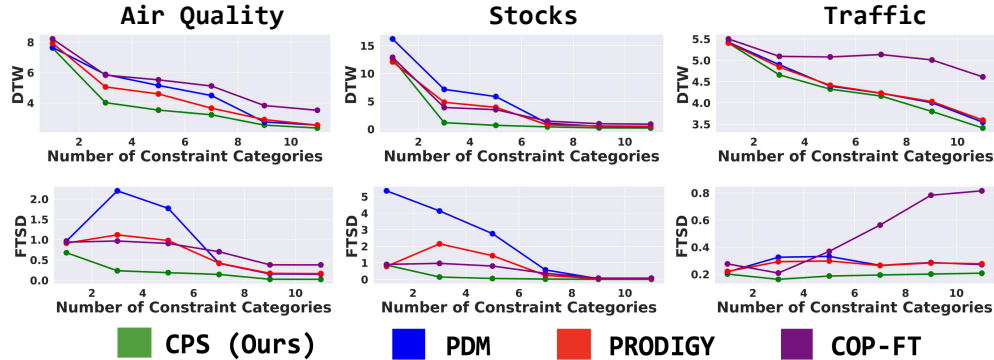 Air Quality
Stocks
Traffic
DTW
8
6
4
2 4 6 8 10
Number of Constraint Categories
DTW
15
10
5
0
2 4 6 8 10
Number of Constraint Categories
DTW
5.5
5.0
4.5
4.0
3.5
2 4 6 8 10
Number of Constraint Categories
FTSD
2.0
1.5
1.0
0.5
0.0
2 4 6 8 10
Number of Constraint Categories
FTSD
5
4
3
2
1
0
2 4 6 8 10
Number of Constraint Categories
FTSD
0.8
0.6
0.4
0.2
2 4 6 8 10
Number of Constraint Categories
CPS (Ours)
PDM
PRODIGY
COP-FT